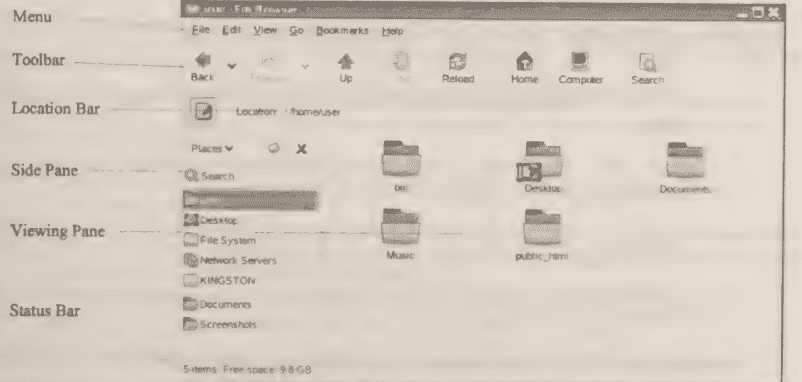 user - File Browser
Menu
File Edit View Go Bookmarks Help
Toolbar
Back Up Reload Home Computer Search
Location Bar
Location: /home/user
Places
Side Pane
Search
bin Desktop Documents
Desktop
Viewing Pane
File System
Music public_html
Network Servers
KINGSTON
Status Bar
Documents
Screenshots
5 items, Free space: 9.8 GB